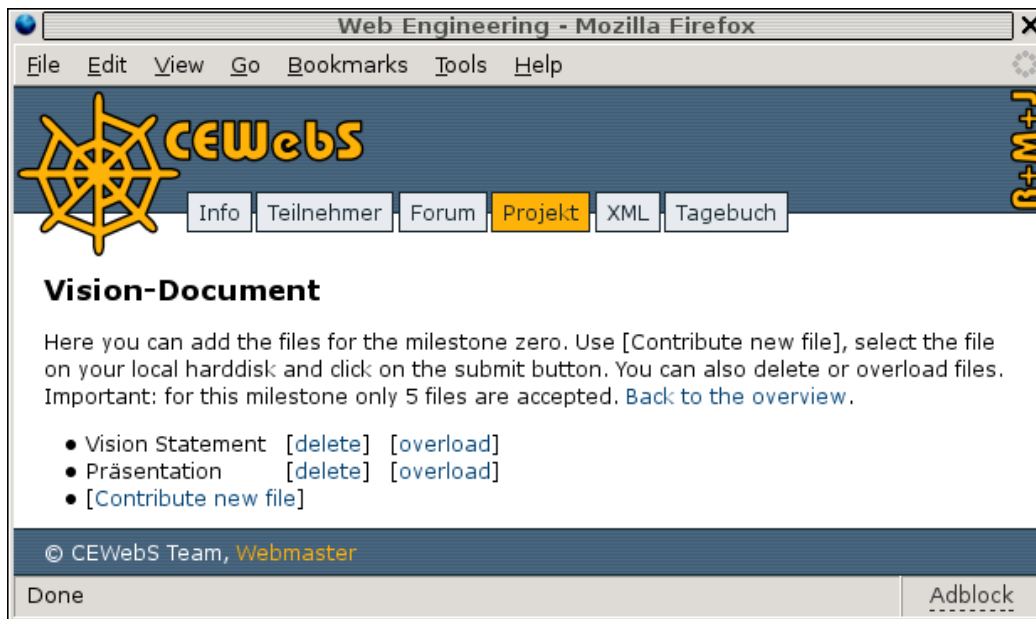 Web Engineering - Mozilla Firefox
File Edit View Go Bookmarks Tools Help
CEWebS
R+M+J
Info Teilnehmer Forum Projekt XML Tagebuch
Vision-Document
Here you can add the files for the milestone zero. Use [Contribute new file], select the file
on your local harddisk and click on the submit button. You can also delete or overload files.
Important: for this milestone only 5 files are accepted. Back to the overview.
• Vision Statement [delete] [overload]
• Präsentation [delete] [overload]
• [Contribute new file]
© CEWebS Team, Webmaster
Done Adblock